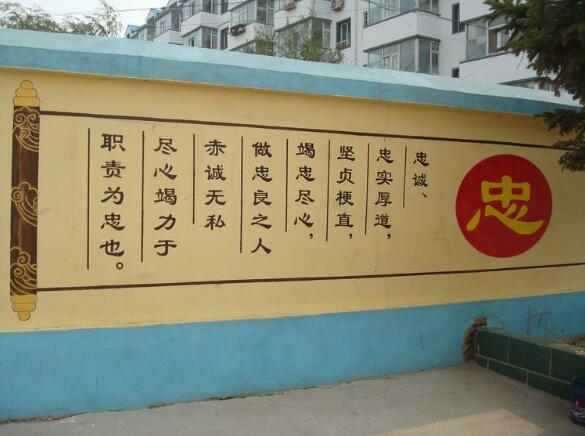 忠
忠诚、
忠实厚道，
坚贞梗直，
竭忠尽心，
做忠良之人
赤诚无私
尽心竭力于
职责为忠也。